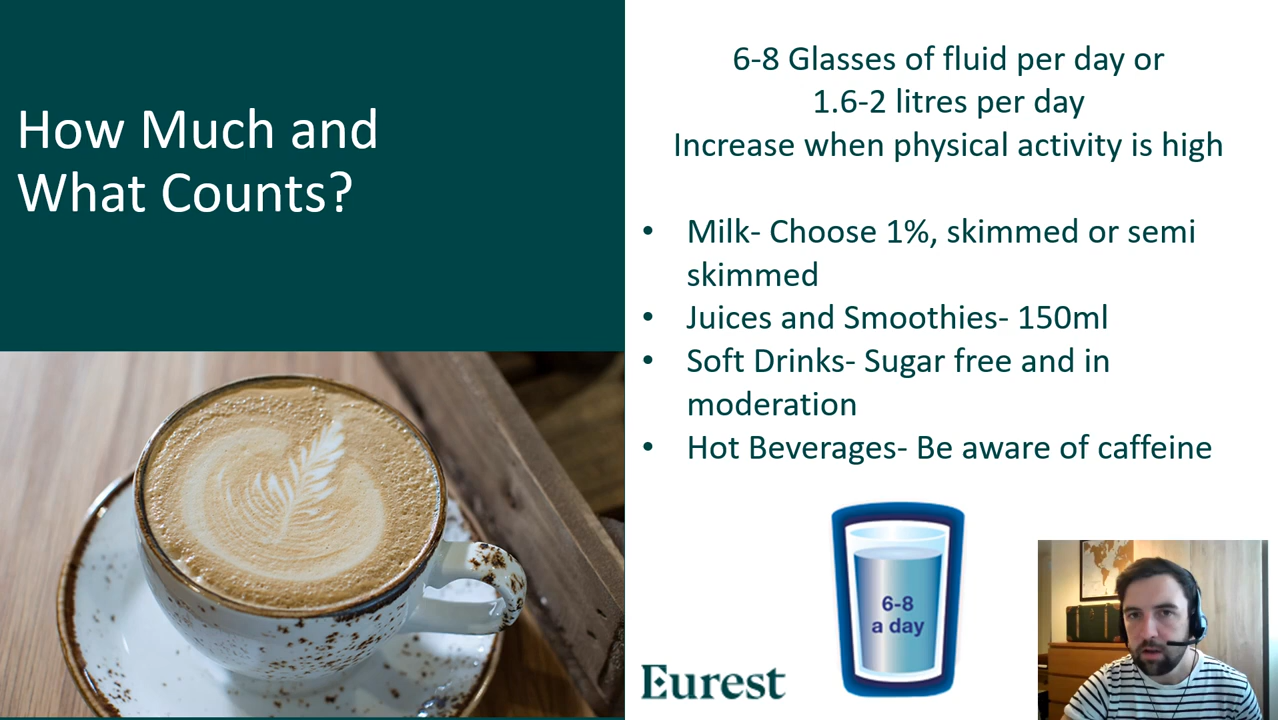 How Much and
What Counts?
6-8 Glasses of fluid per day or
1.6-2 litres per day
Increase when physical activity is high
• Milk- Choose 1%, skimmed or semi
skimmed
• Juices and Smoothies- 150ml
• Soft Drinks- Sugar free and in
moderation
• Hot Beverages- Be aware of caffeine
6-8
a day
Eurest